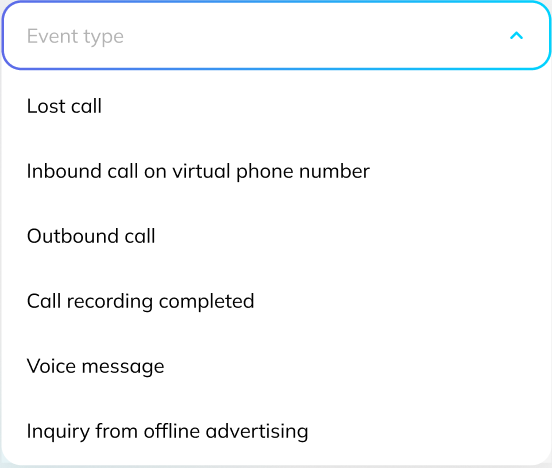 Event type
Lost call
Inbound call on virtual phone number
Outbound call
Call recording completed
Voice message
Inquiry from offline advertising